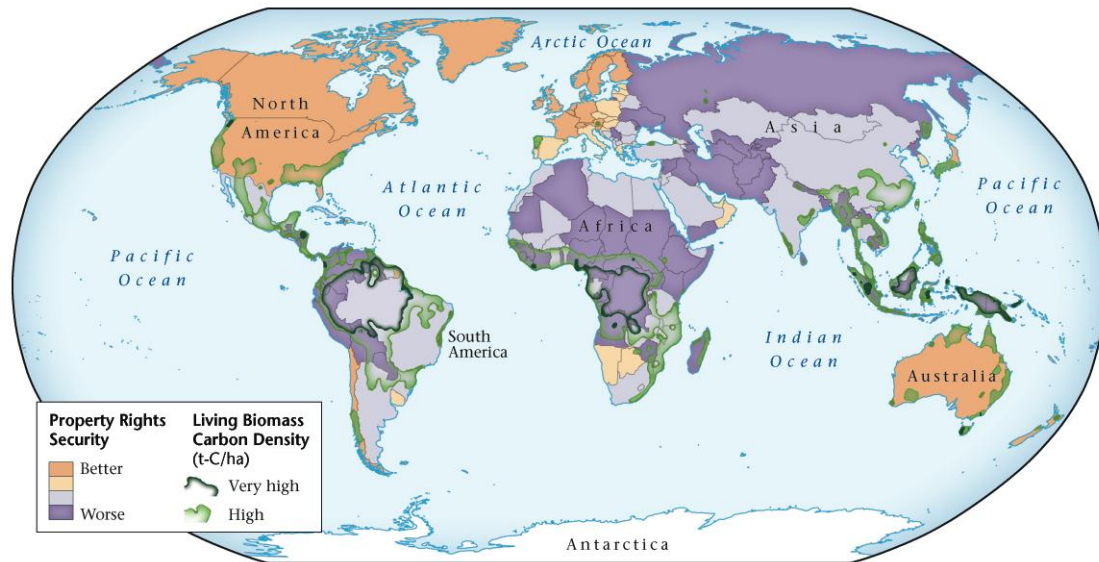 Arctic Ocean
North
America
Asia
Atlantic
Ocean
Pacific
Ocean
Africa
Pacific
Ocean
South
America
Indian
Ocean
Australia
Property Rights
Security
Better
Worse
Living Biomass
Carbon Density
(t-C/ha)
Very high
High
Antarctica